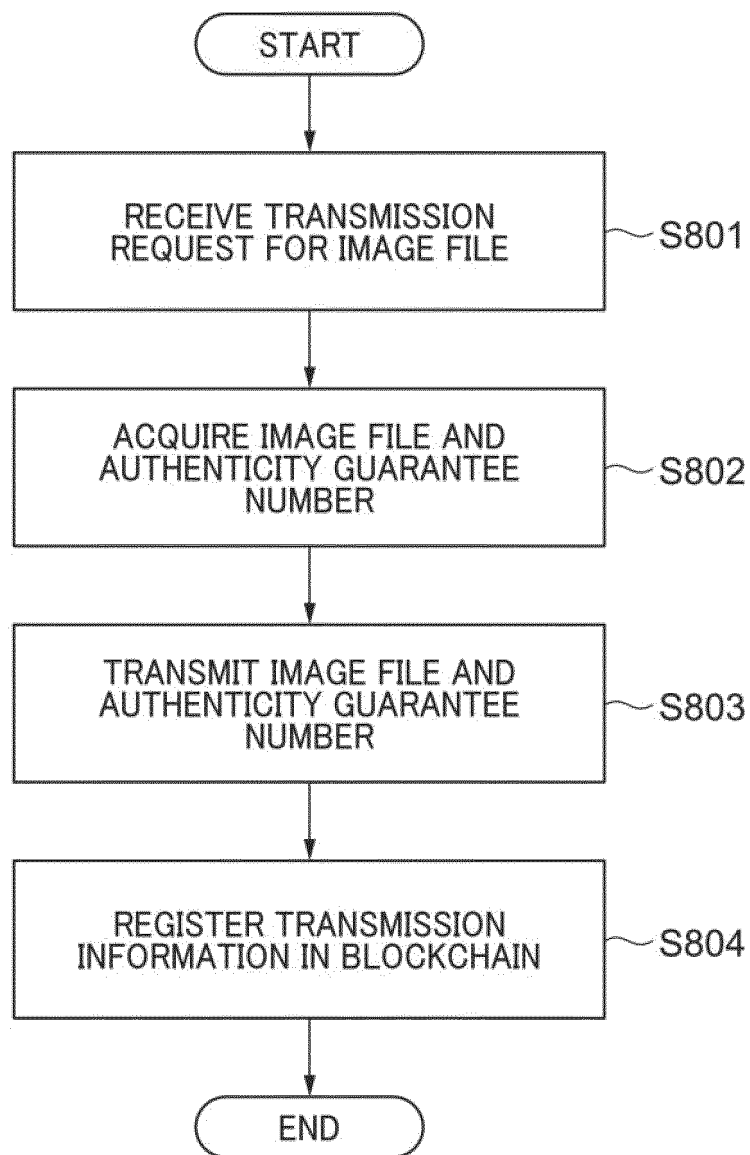 START
RECEIVE TRANSMISSION
REQUEST FOR IMAGE FILE
S801
ACQUIRE IMAGE FILE AND
AUTHENTICITY GUARANTEE
NUMBER
S802
TRANSMIT IMAGE FILE AND
AUTHENTICITY GUARANTEE
NUMBER
S803
REGISTER TRANSMISSION
INFORMATION IN BLOCKCHAIN
S804
END